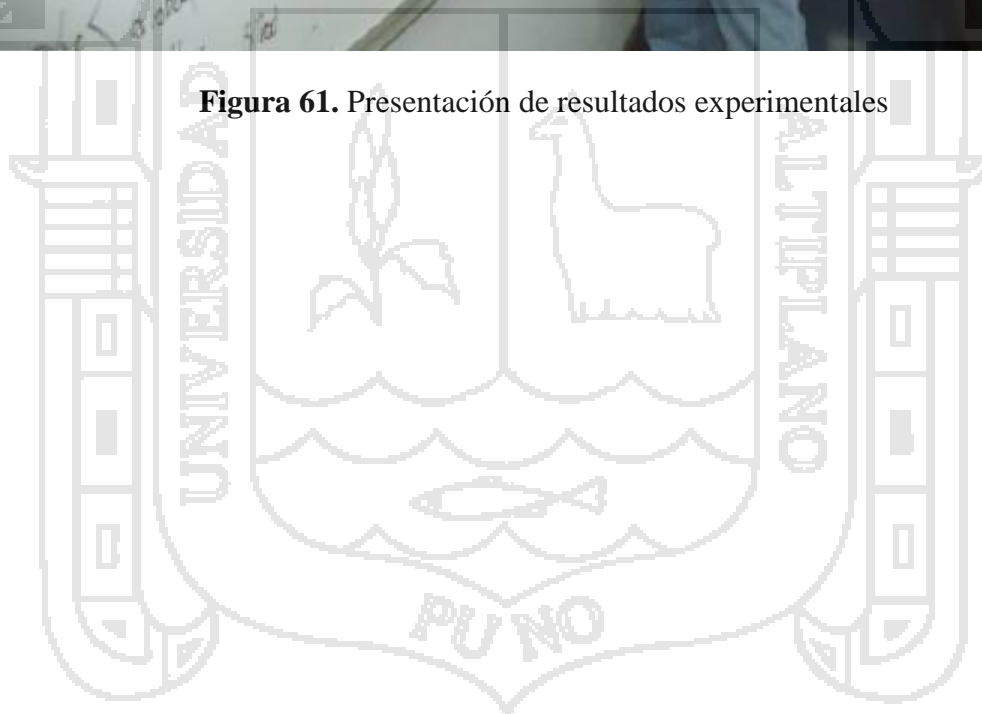 Figura 61. Presentación de resultados experimentales
UNIVERSIDAD
ALTIPLANO
PUNO